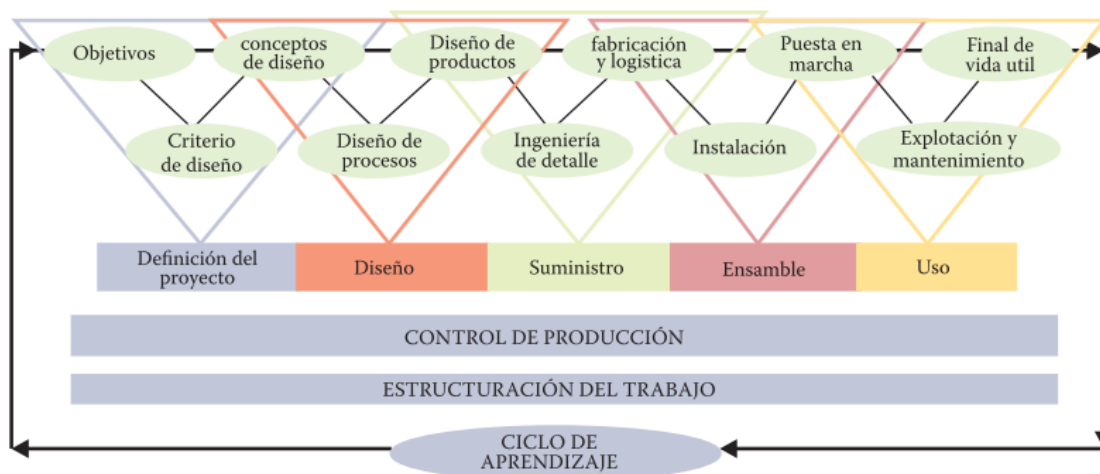 Objetivos
conceptos
de diseño
Diseño de
productos
fabricación
y logistica
Puesta en
marcha
Final de
vida util
Criterio
de diseño
Diseño de
procesos
Ingeniería
de detalle
Instalación
Explotación y
mantenimiento
Definición del
proyecto
Diseño
Suministro
Ensamble
Uso
CONTROL DE PRODUCCIÓN
ESTRUCTURACIÓN DEL TRABAJO
CICLO DE
APRENDIZAJE